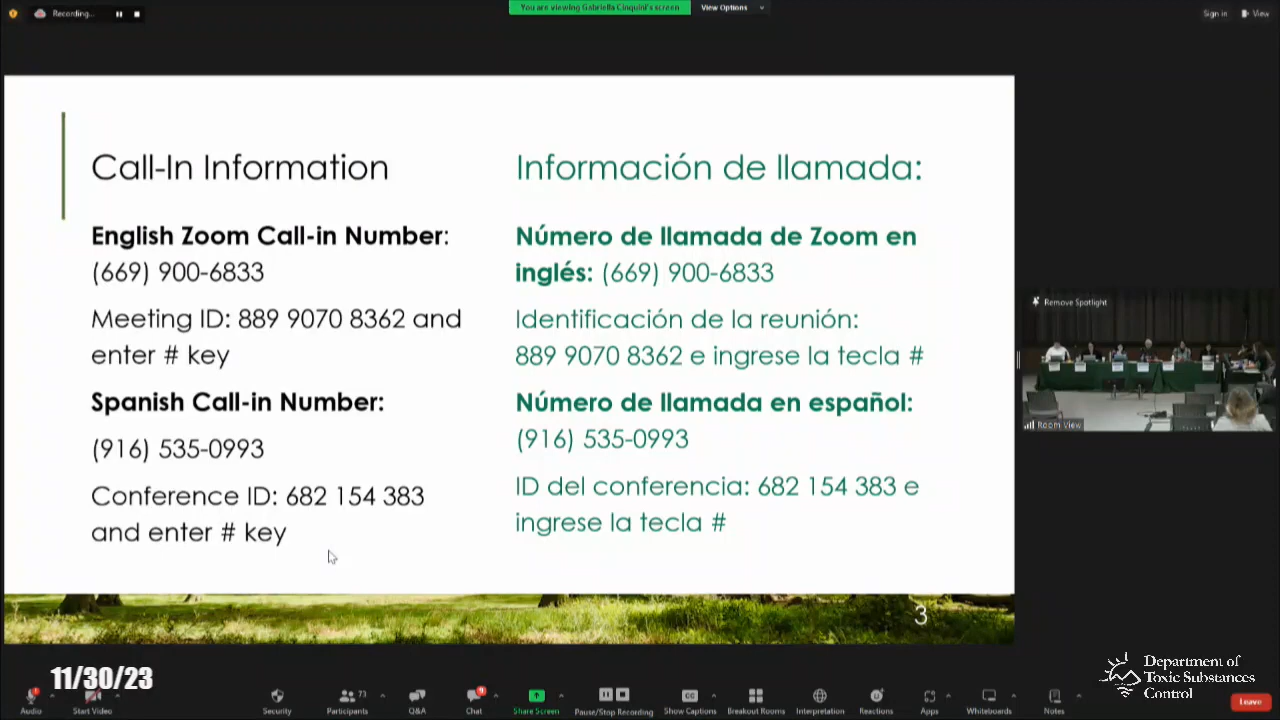 Recording...
You are viewing Gabriella Cinquini's screen
View Options
Sign in
View
Call-In Information
English Zoom Call-in Number:
(669) 900-6833
Meeting ID: 889 9070 8362 and
enter # key
Spanish Call-in Number:
(916) 535-0993
Conference ID: 682 154 383
and enter # key
Información de llamada:
Número de llamada de Zoom en
inglés: (669) 900-6833
Identificación de la reunión:
889 9070 8362 e ingrese la tecla #
Número de llamada en español:
(916) 535-0993
ID del conferencia: 682 154 383 e
ingrese la tecla #
3
Remove Spotlight
Room View
11/30/23
Department of
Toxic Substances
Control
Audio
Start Video
Security
Participants
73
Q&A
Chat
Share Screen
Pause/Stop Recording
Show Captions
Breakout Rooms
Interpretation
Reactions
Apps
Whiteboards
Notes
Leave